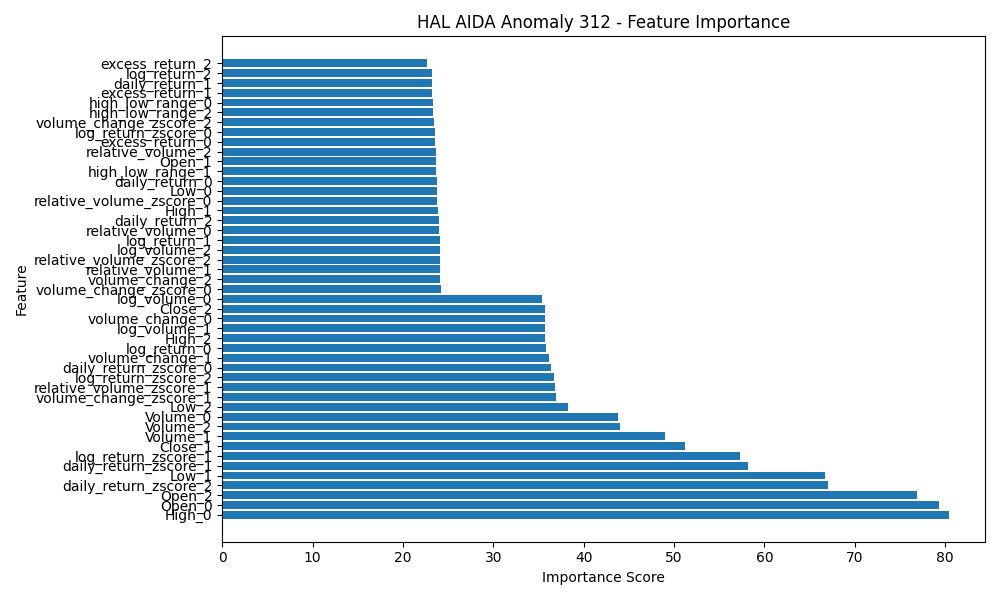 HAL AIDA Anomaly 312 - Feature Importance
excess_return_2
log_return_2
daily_return_1
excess_return_1
high_low_range_0
high_low_range_2
volume_change_zscore_2
log_return_zscore_0
excess_return_0
relative_volume_2
Open_1
high_low_range_1
daily_return_0
Low_0
relative_volume_zscore_0
High_1
daily_return_2
relative_volume_0
log_return_1
log_volume_2
relative_volume_zscore_2
relative_volume_1
volume_change_2
volume_change_zscore_0
log_volume_0
Close_2
volume_change_0
log_volume_1
High_2
log_return_0
volume_change_1
daily_return_zscore_0
log_return_zscore_2
relative_volume_zscore_1
volume_change_zscore_1
Low_2
Volume_0
Volume_2
Volume_1
Close_1
log_return_zscore_1
daily_return_zscore_1
Low_1
daily_return_zscore_2
Open_2
Open_0
High_0
Feature
0 10 20 30 40 50 60 70 80
Importance Score